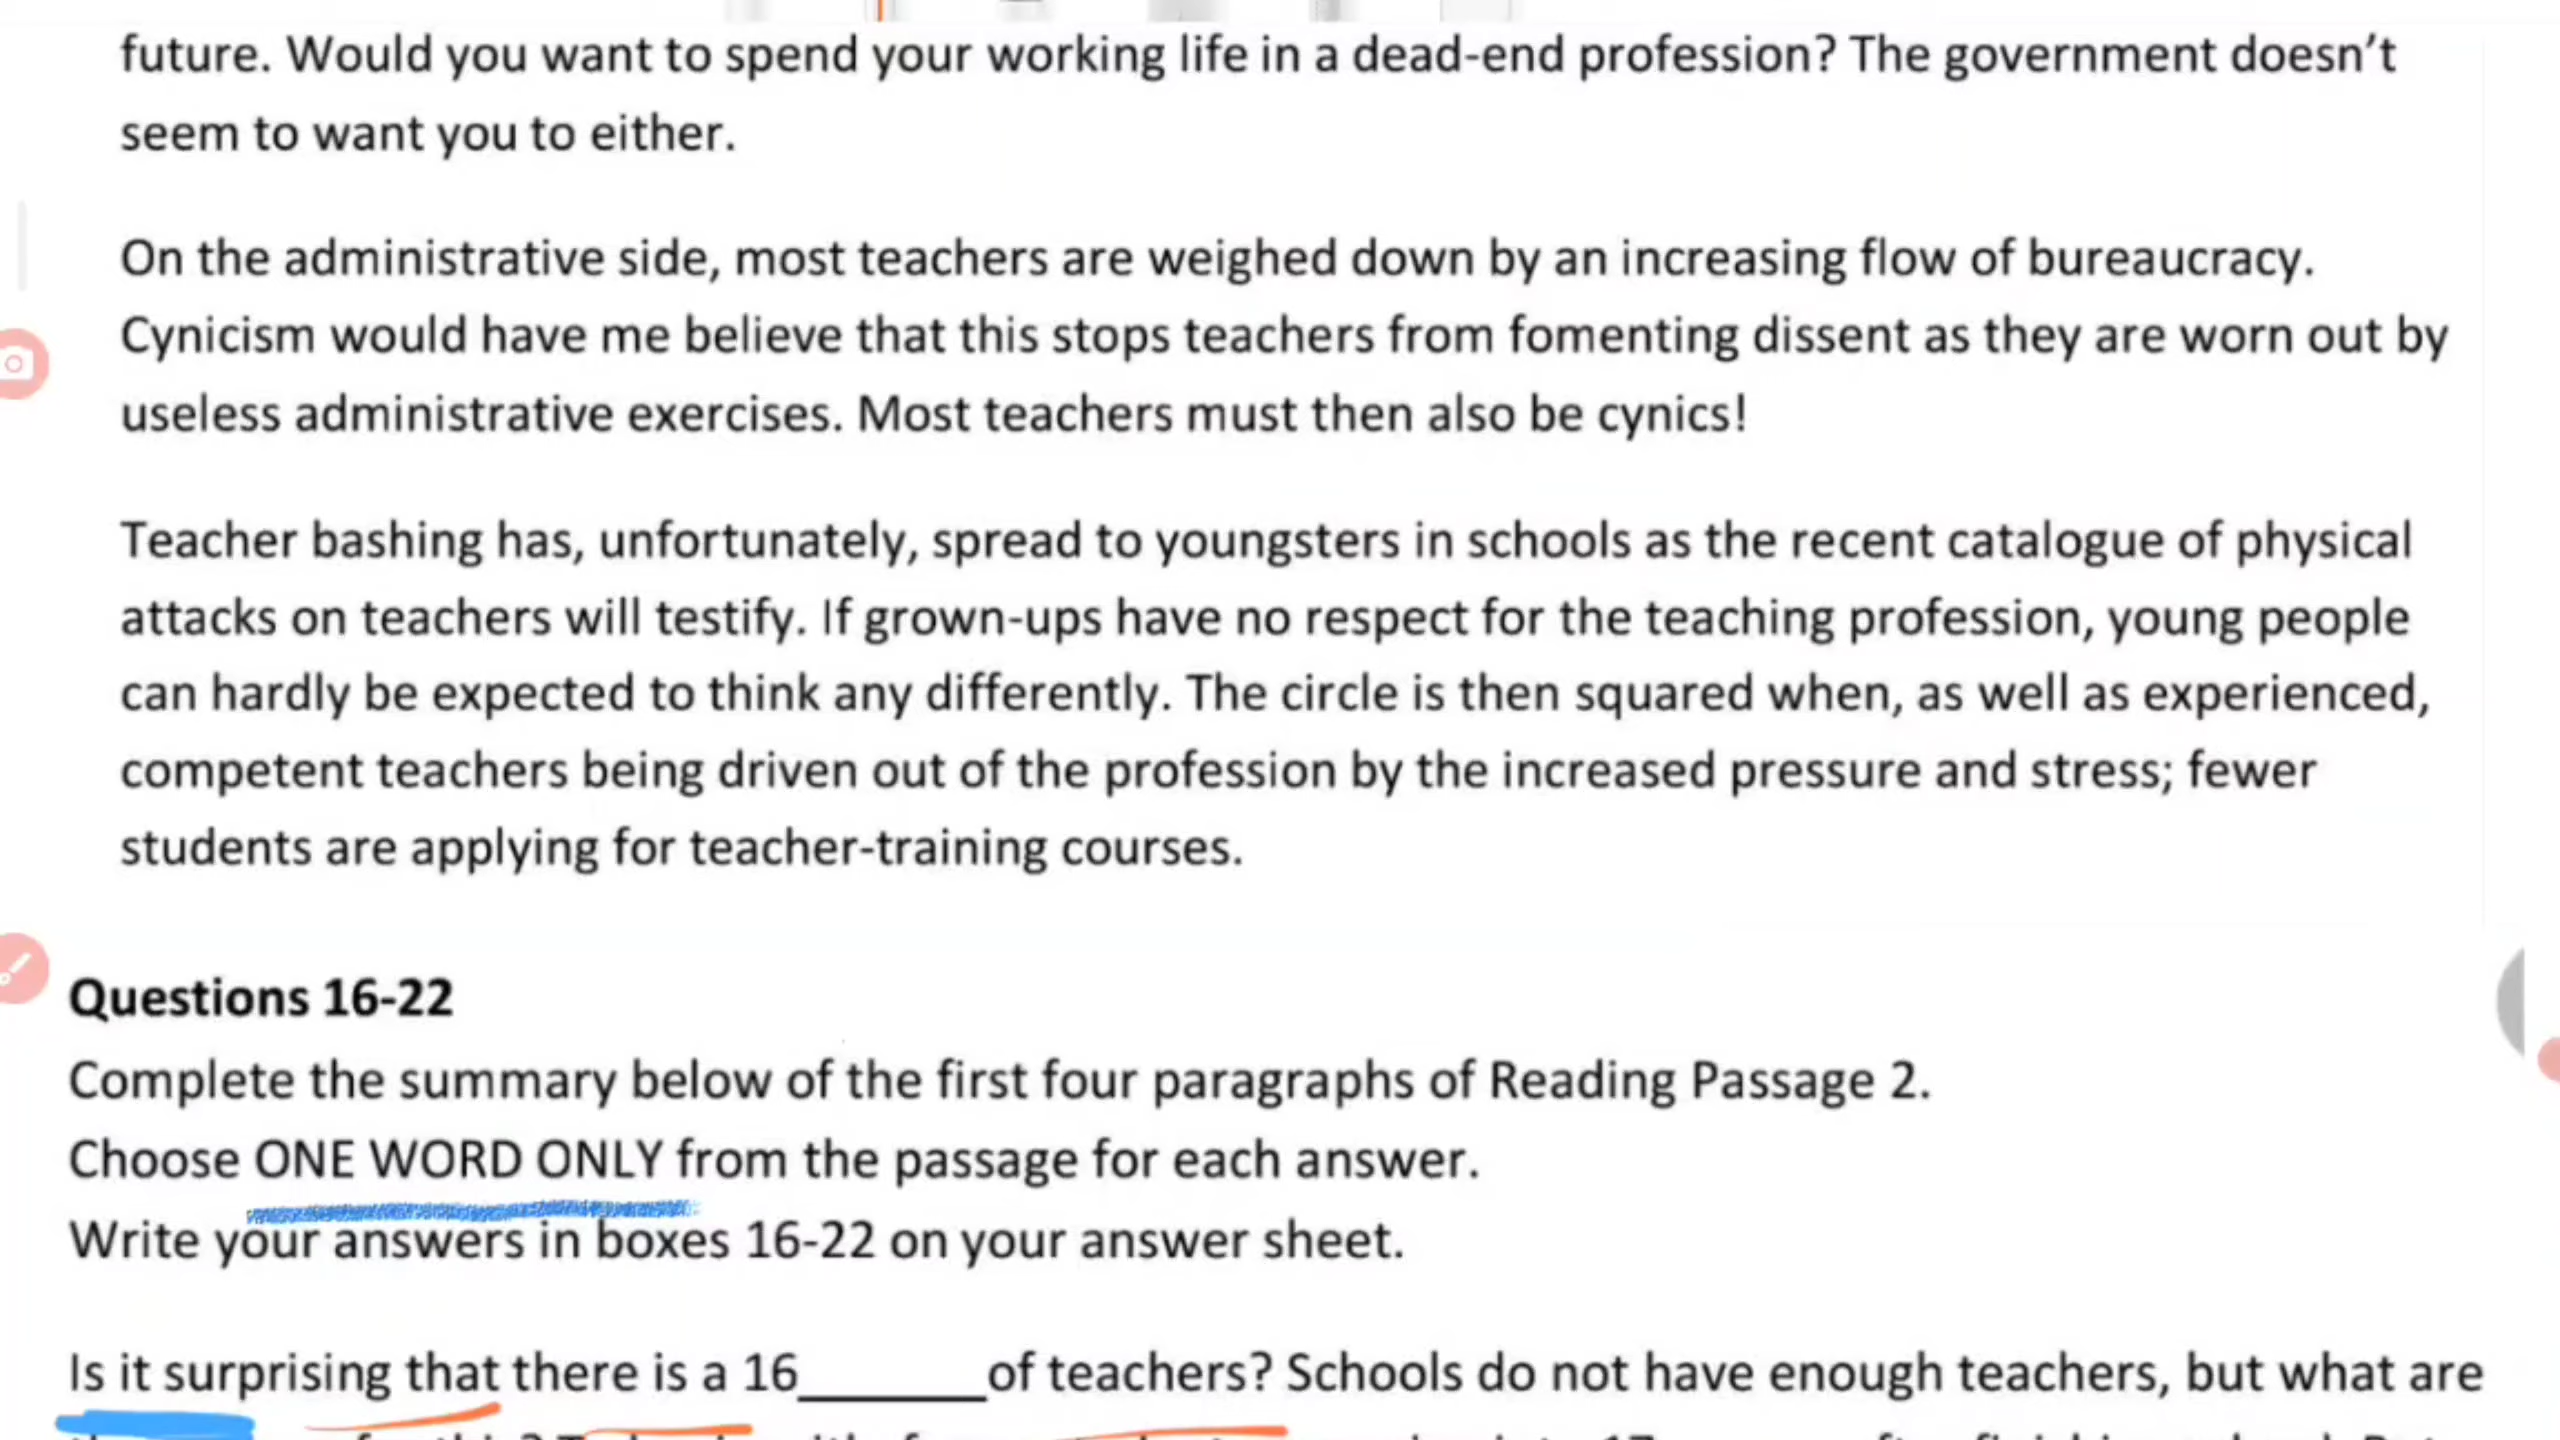 future. Would you want to spend your working life in a dead-end profession? The government doesn't
seem to want you to either.
On the administrative side, most teachers are weighed down by an increasing flow of bureaucracy.
Cynicism would have me believe that this stops teachers from fomenting dissent as they are worn out by
useless administrative exercises. Most teachers must then also be cynics!
Teacher bashing has, unfortunately, spread to youngsters in schools as the recent catalogue of physical
attacks on teachers will testify. If grown-ups have no respect for the teaching profession, young people
can hardly be expected to think any differently. The circle is then squared when, as well as experienced,
competent teachers being driven out of the profession by the increased pressure and stress; fewer
students are applying for teacher-training courses.
Questions 16-22
Complete the summary below of the first four paragraphs of Reading Passage 2.
Choose ONE WORD ONLY from the passage for each answer.
Write your answers in boxes 16-22 on your answer sheet.
Is it surprising that there is a 16_______of teachers? Schools do not have enough teachers, but what are